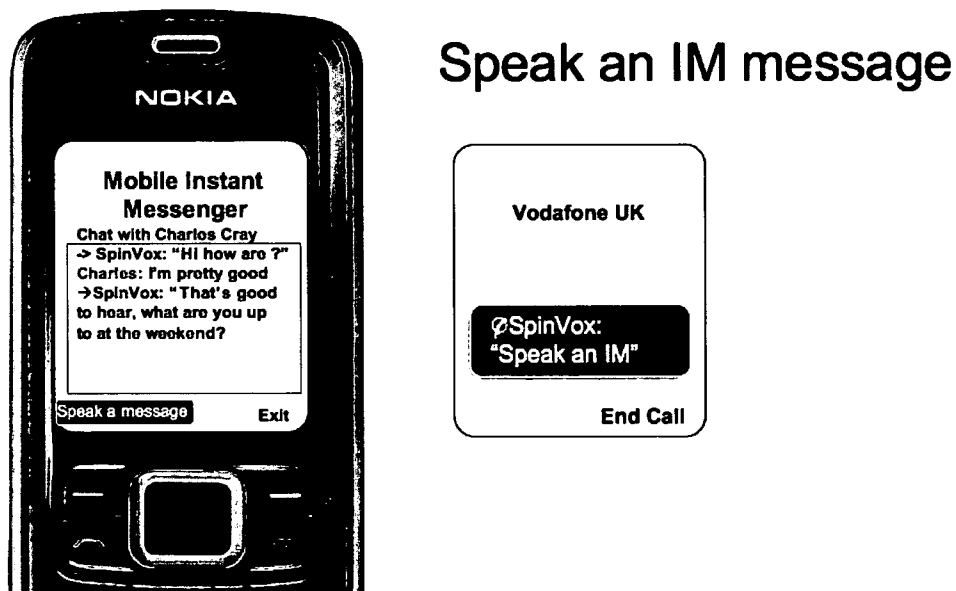 Speak an IM message
NOKIA
Mobile Instant
Messenger
Chat with Charles Cray
-> SpinVox: "Hi how are ?"
Charles: I'm pretty good
→SpinVox: "That's good
to hear, what are you up
to at the weekend?
Speak a message
Exit
Vodafone UK
SpinVox:
"Speak an IM"
End Call